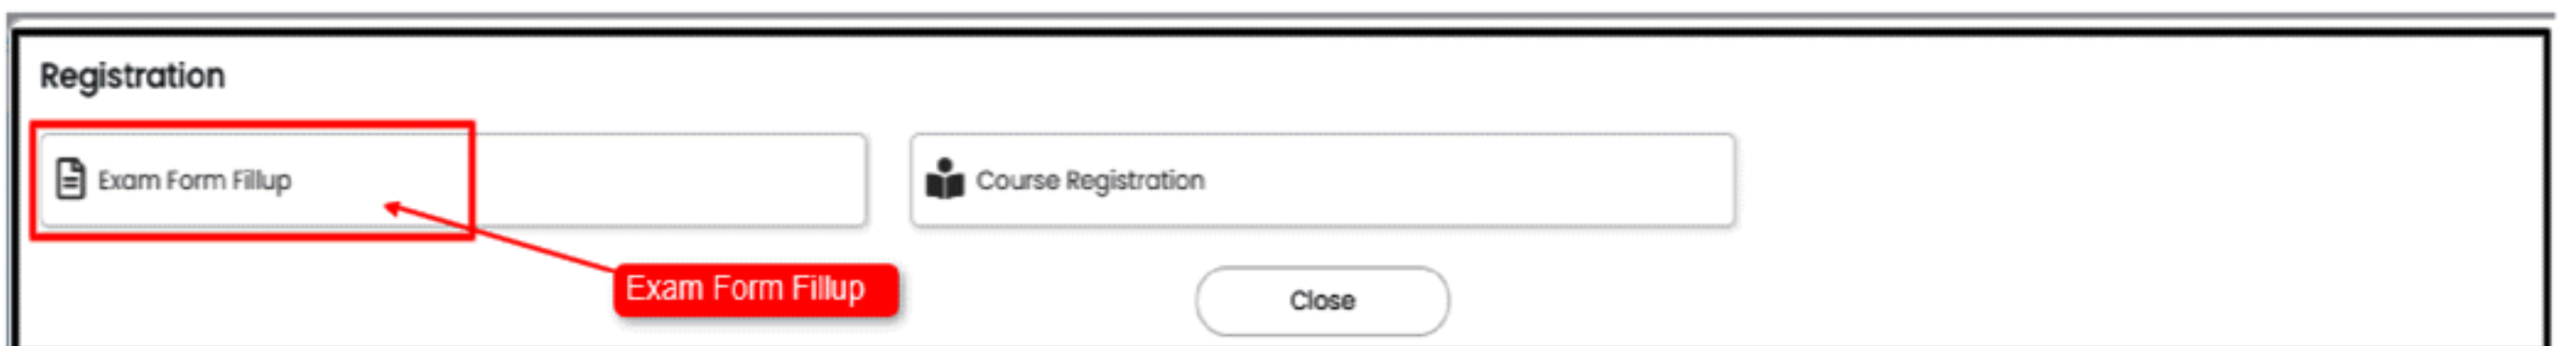 Registration
Exam Form Fillup
Course Registration
Exam Form Fillup
Close